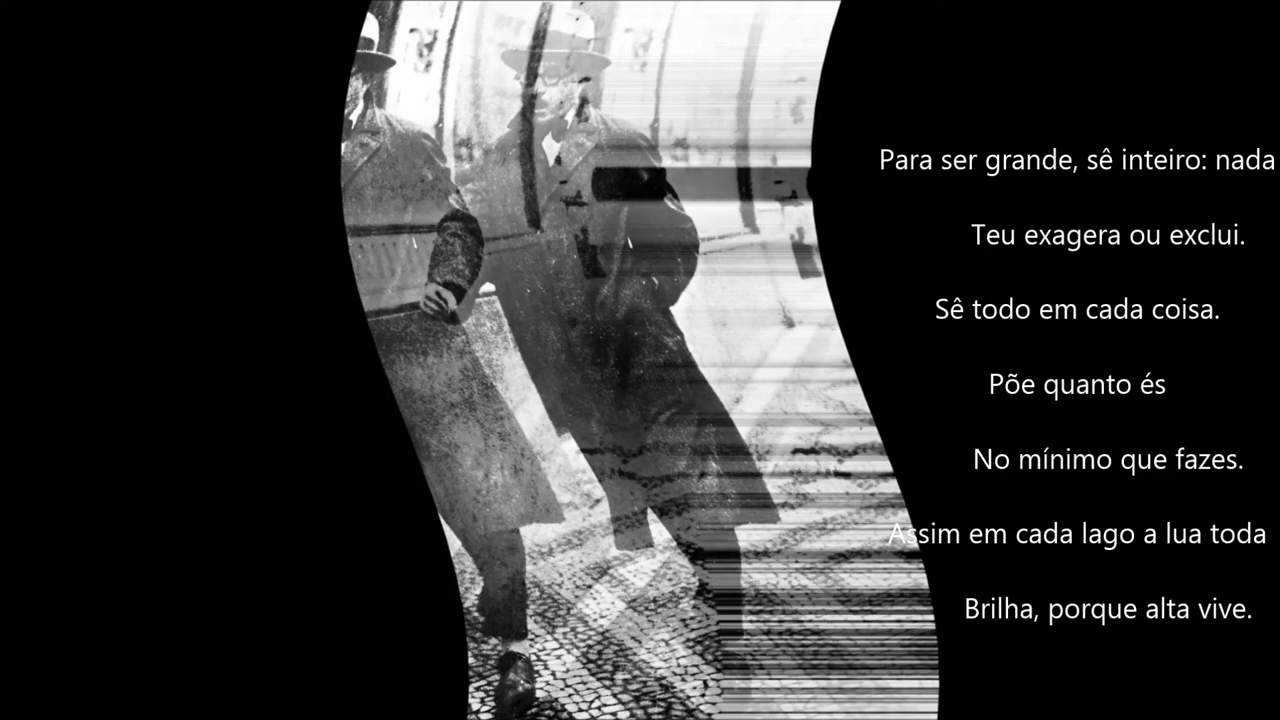 Para ser grande, sê inteiro: nada
Teu exagera ou exclui.
Sê todo em cada coisa.
Põe quanto és
No mínimo que fazes.
Assim em cada lago a lua toda
Brilha, porque alta vive.